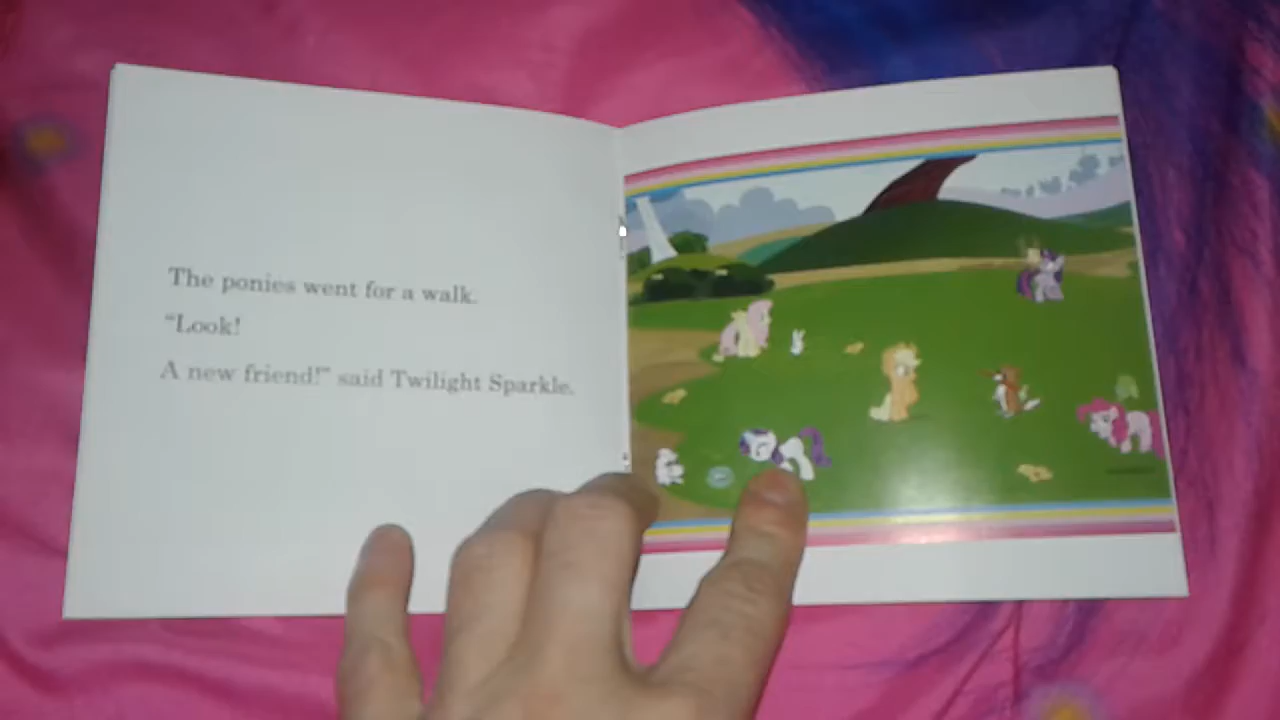 The ponies went for a walk.
“Look!
A new friend!” said Twilight Sparkle.